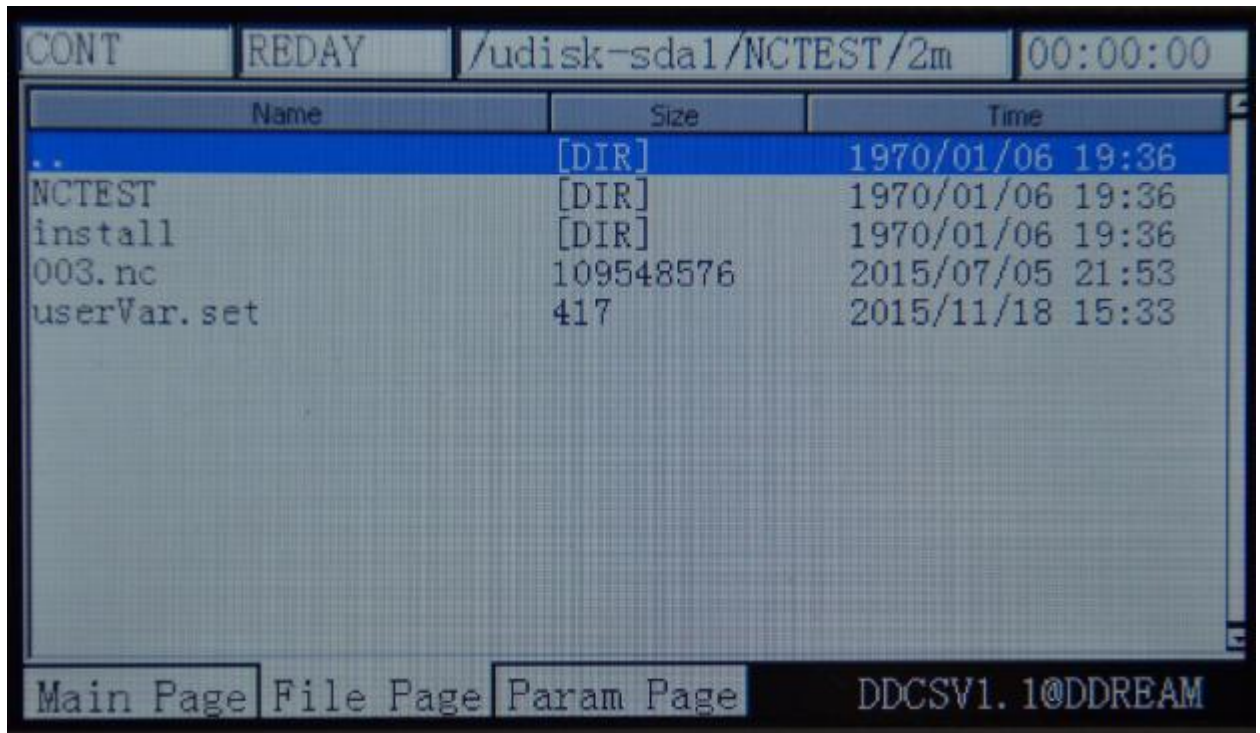 CONT REDAY /udisk-sda1/NCTEST/2m 00:00:00
Name Size Time
.. [DIR] 1970/01/06 19:36
NCTEST [DIR] 1970/01/06 19:36
install [DIR] 1970/01/06 19:36
003.nc 109548576 2015/07/05 21:53
userVar.set 417 2015/11/18 15:33
Main Page File Page Param Page DDCSV1.1@DDREAM